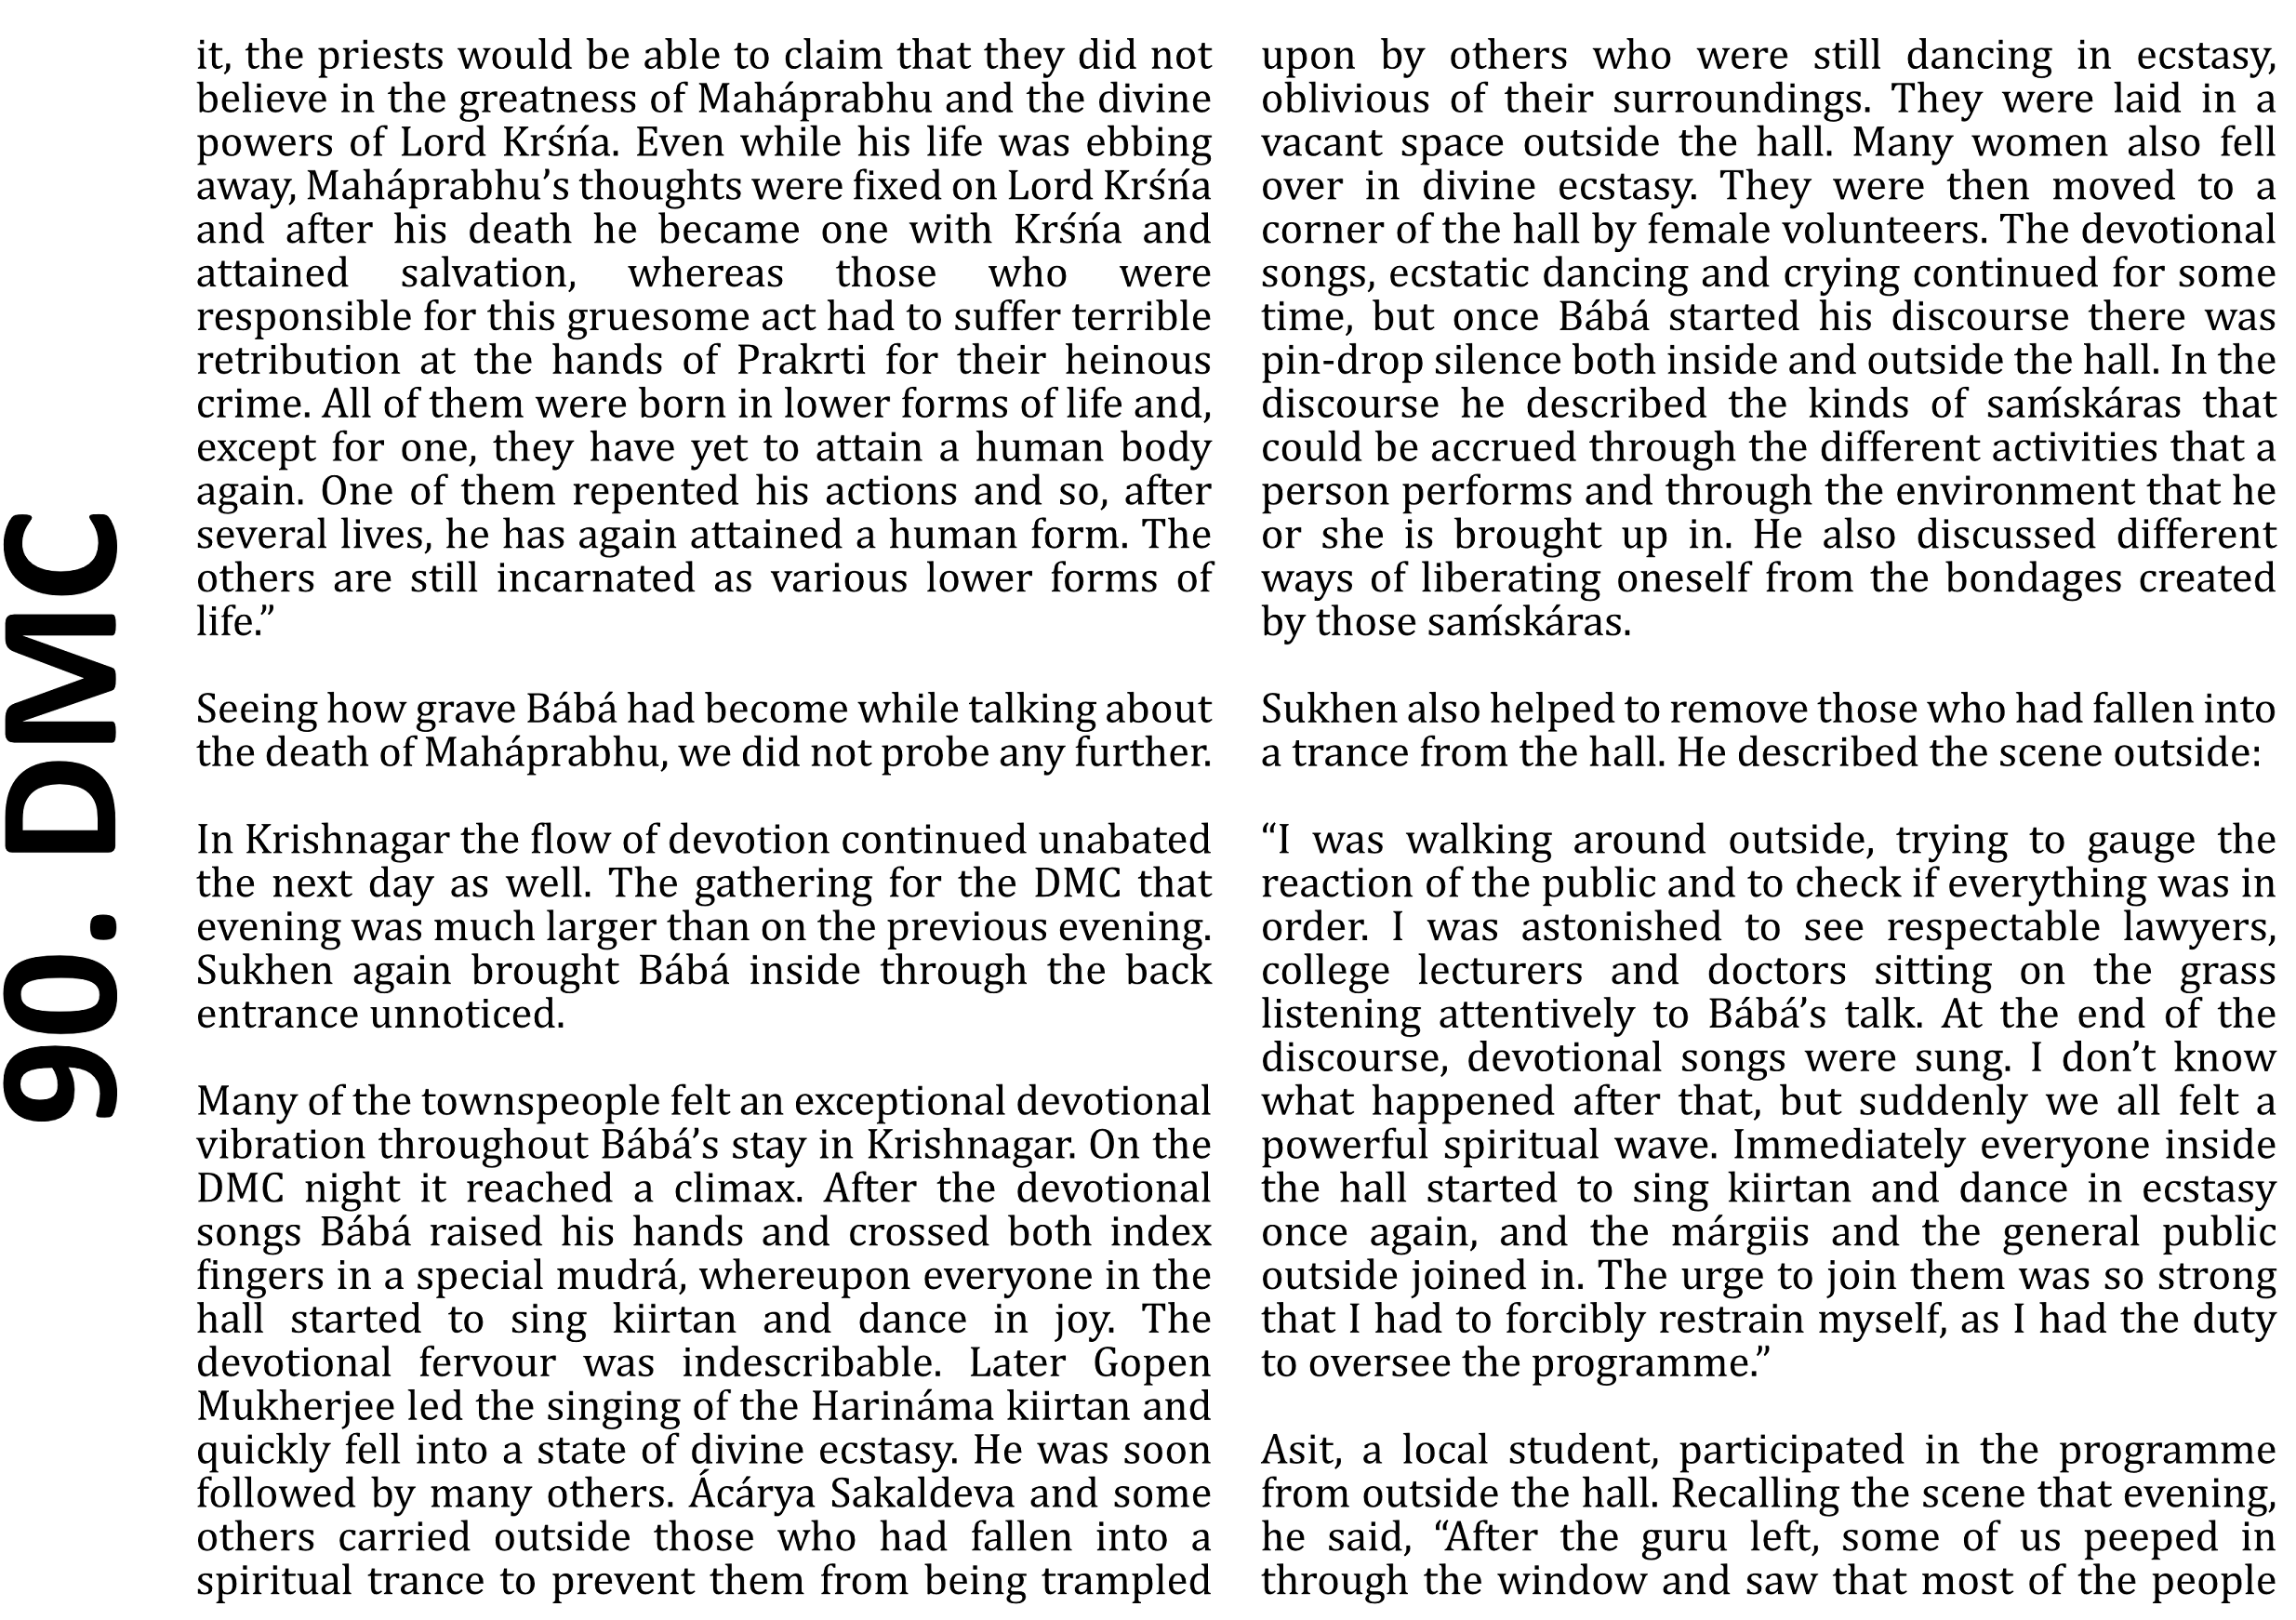 90. DMC
it, the priests would be able to claim that they did not
believe in the greatness of Maháprabhu and the divine
powers of Lord Krśńa. Even while his life was ebbing
away, Maháprabhu’s thoughts were fixed on Lord Krśńa
and after his death he became one with Krśńa and
attained salvation, whereas those who were
responsible for this gruesome act had to suffer terrible
retribution at the hands of Prakrti for their heinous
crime. All of them were born in lower forms of life and,
except for one, they have yet to attain a human body
again. One of them repented his actions and so, after
several lives, he has again attained a human form. The
others are still incarnated as various lower forms of
life.”
Seeing how grave Bábá had become while talking about
the death of Maháprabhu, we did not probe any further.
In Krishnagar the flow of devotion continued unabated
the next day as well. The gathering for the DMC that
evening was much larger than on the previous evening.
Sukhen again brought Bábá inside through the back
entrance unnoticed.
Many of the townspeople felt an exceptional devotional
vibration throughout Bábá’s stay in Krishnagar. On the
DMC night it reached a climax. After the devotional
songs Bábá raised his hands and crossed both index
fingers in a special mudrá, whereupon everyone in the
hall started to sing kiirtan and dance in joy. The
devotional fervour was indescribable. Later Gopen
Mukherjee led the singing of the Harináma kiirtan and
quickly fell into a state of divine ecstasy. He was soon
followed by many others. Ácárya Sakaldeva and some
others carried outside those who had fallen into a
spiritual trance to prevent them from being trampled
upon by others who were still dancing in ecstasy,
oblivious of their surroundings. They were laid in a
vacant space outside the hall. Many women also fell
over in divine ecstasy. They were then moved to a
corner of the hall by female volunteers. The devotional
songs, ecstatic dancing and crying continued for some
time, but once Bábá started his discourse there was
pin-drop silence both inside and outside the hall. In the
discourse he described the kinds of saḿskáras that
could be accrued through the different activities that a
person performs and through the environment that he
or she is brought up in. He also discussed different
ways of liberating oneself from the bondages created
by those saḿskáras.
Sukhen also helped to remove those who had fallen into
a trance from the hall. He described the scene outside:
“I was walking around outside, trying to gauge the
reaction of the public and to check if everything was in
order. I was astonished to see respectable lawyers,
college lecturers and doctors sitting on the grass
listening attentively to Bábá’s talk. At the end of the
discourse, devotional songs were sung. I don’t know
what happened after that, but suddenly we all felt a
powerful spiritual wave. Immediately everyone inside
the hall started to sing kiirtan and dance in ecstasy
once again, and the márgiis and the general public
outside joined in. The urge to join them was so strong
that I had to forcibly restrain myself, as I had the duty
to oversee the programme.”
Asit, a local student, participated in the programme
from outside the hall. Recalling the scene that evening,
he said, “After the guru left, some of us peeped in
through the window and saw that most of the people